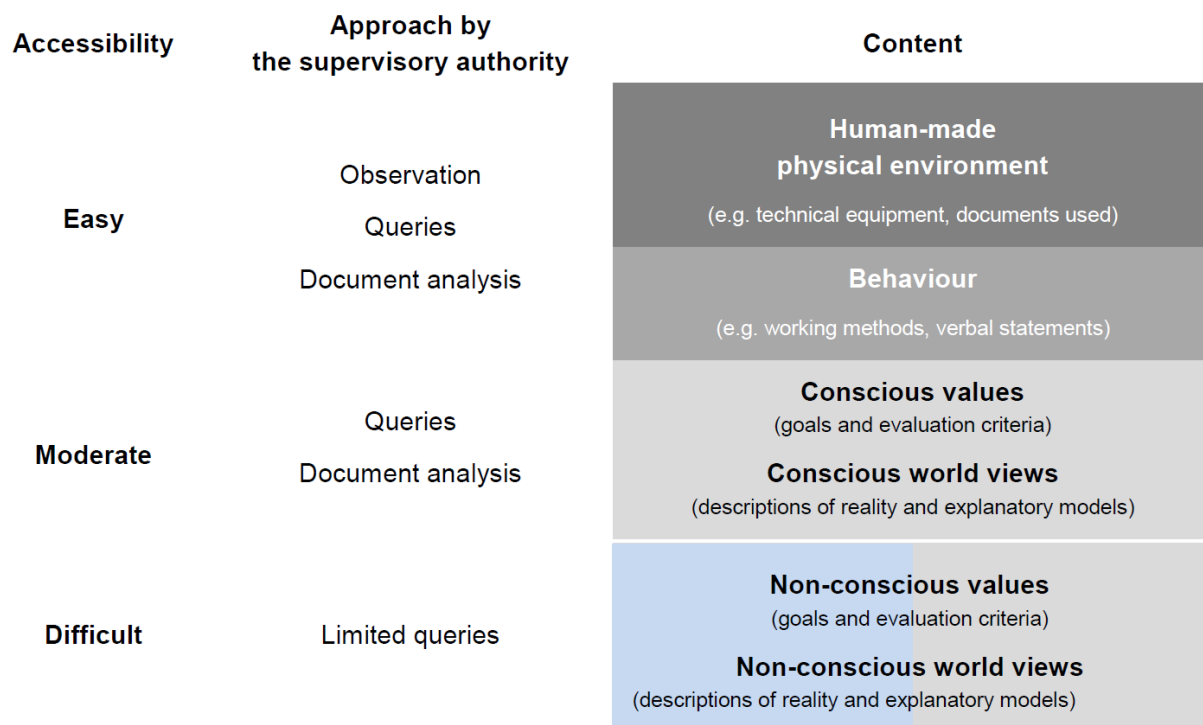 Accessibility
Approach by
the supervisory authority
Content
Easy
Observation
Queries
Document analysis
Human-made
physical environment
(e.g. technical equipment, documents used)
Behaviour
(e.g. working methods, verbal statements)
Moderate
Queries
Document analysis
Conscious values
(goals and evaluation criteria)
Conscious world views
(descriptions of reality and explanatory models)
Difficult
Limited queries
Non-conscious values
(goals and evaluation criteria)
Non-conscious world views
(descriptions of reality and explanatory models)